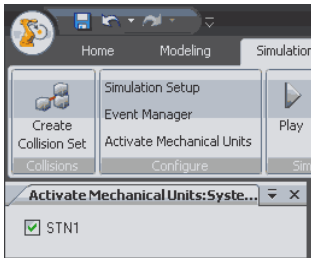 Home Modeling Simulation
Create
Collision Set
Simulation Setup
Event Manager
Activate Mechanical Units
Play
Collisions Configure Sim
Activate Mechanical Units:Syste...
STN1